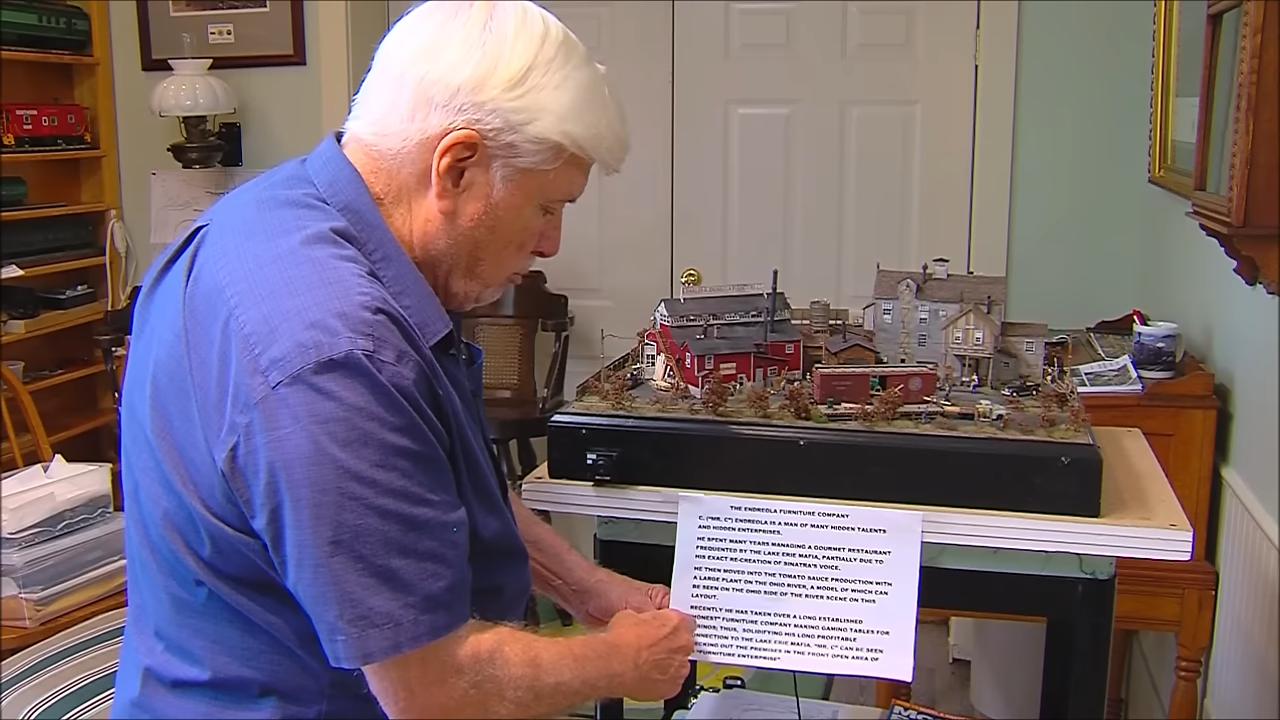 THE ENDREOLA FURNITURE COMPANY
C. ("MR. C") ENDREOLA IS A MAN OF MANY HIDDEN TALENTS
AND HIDDEN ENTERPRISES.
HE SPENT MANY YEARS MANAGING A GOURMET RESTAURANT
FREQUENTED BY THE LAKE ERIE MAFIA, PARTIALLY DUE TO
HIS EXACT RE-CREATION OF SINATRA'S VOICE.
HE THEN MOVED INTO THE TOMATO SAUCE PRODUCTION WITH
A LARGE PLANT ON THE OHIO RIVER, A MODEL OF WHICH CAN
BE SEEN ON THE OHIO SIDE OF THE RIVER SCENE ON THIS
LAYOUT.
RECENTLY HE HAS TAKEN OVER A LONG ESTABLISHED
HONEST" FURNITURE COMPANY MAKING GAMING TABLES FOR
SINOS; THUS, SOLIDIFYING HIS LONG PROFITABLE
NNECTION TO THE LAKE ERIE MAFIA. "MR. C" CAN BE SEEN
ECKING OUT THE PREMISES IN THE FRONT OPEN AREA OF
"FURNITURE ENTERPRISE"